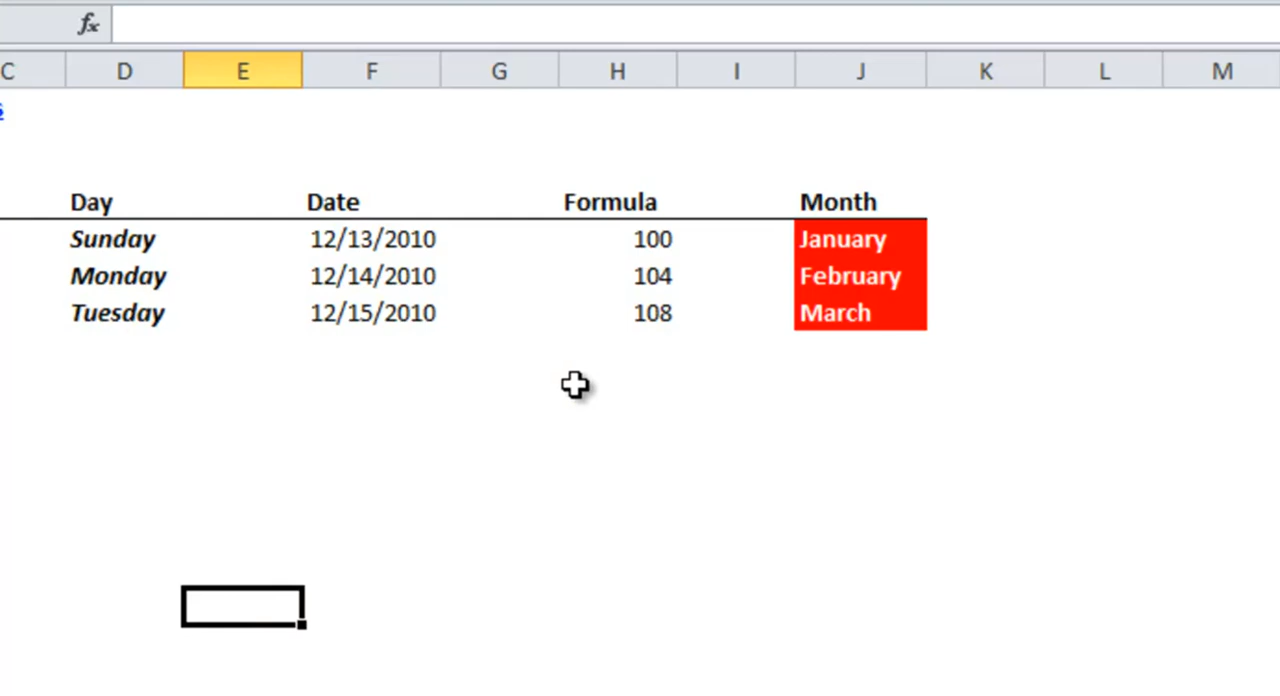 fx
C D E F G H I J K L M
s
Day Date Formula Month
Sunday 12/13/2010 100 January
Monday 12/14/2010 104 February
Tuesday 12/15/2010 108 March